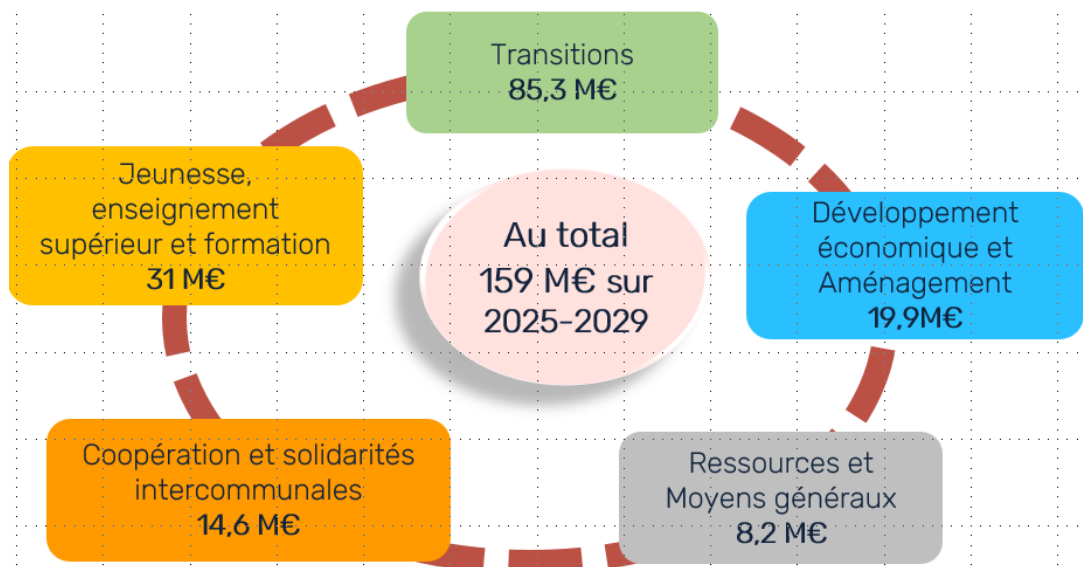 Transitions
85,3 M€
Jeunesse,
enseignement
supérieur et formation
31 M€
Au total
159 M€ sur
2025-2029
Développement
économique et
Aménagement
19,9M€
Coopération et solidarités
intercommunales
14,6 M€
Ressources et
Moyens généraux
8,2 M€